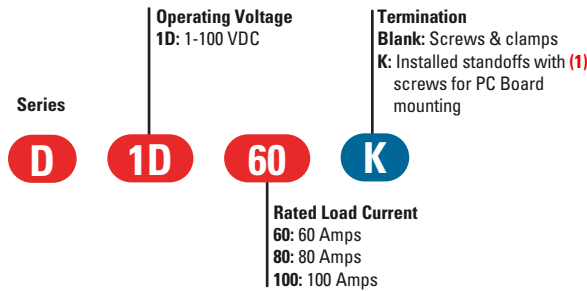 Operating Voltage
1D: 1-100 VDC
Termination
Blank: Screws & clamps
K: Installed standoffs with (1)
screws for PC Board
mounting
Series
D 1D 60 K
Rated Load Current
60: 60 Amps
80: 80 Amps
100: 100 Amps